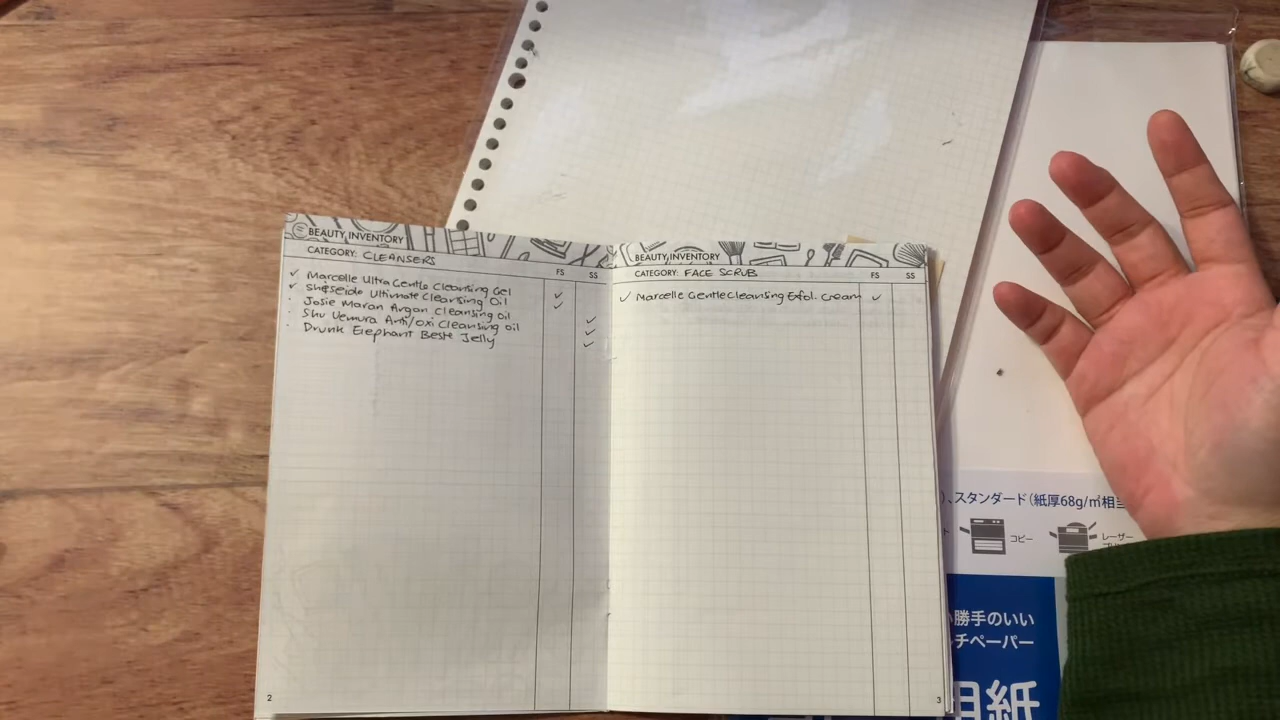 BEAUTY INVENTORY
CATEGORY: CLEANSERS
FS SS
✓ Marcelle Ultra Gentle Cleansing Gel ✓
✓ Shiseido Ultimate Cleansing Oil ✓
· Josie Maran Argan Cleansing Oil ✓
· Shu Uemura Anti/oxi Cleansing Oil ✓
· Drunk Elephant Beste Jelly ✓
2
BEAUTY INVENTORY
CATEGORY: FACE SCRUB
FS SS
✓ Marcelle Gentle Cleansing Exfol. Cream ✓
3
)、スタンダード(紙厚68g/㎡相当
ト コピー レーザー
勝手のいい
チペーパー
用紙